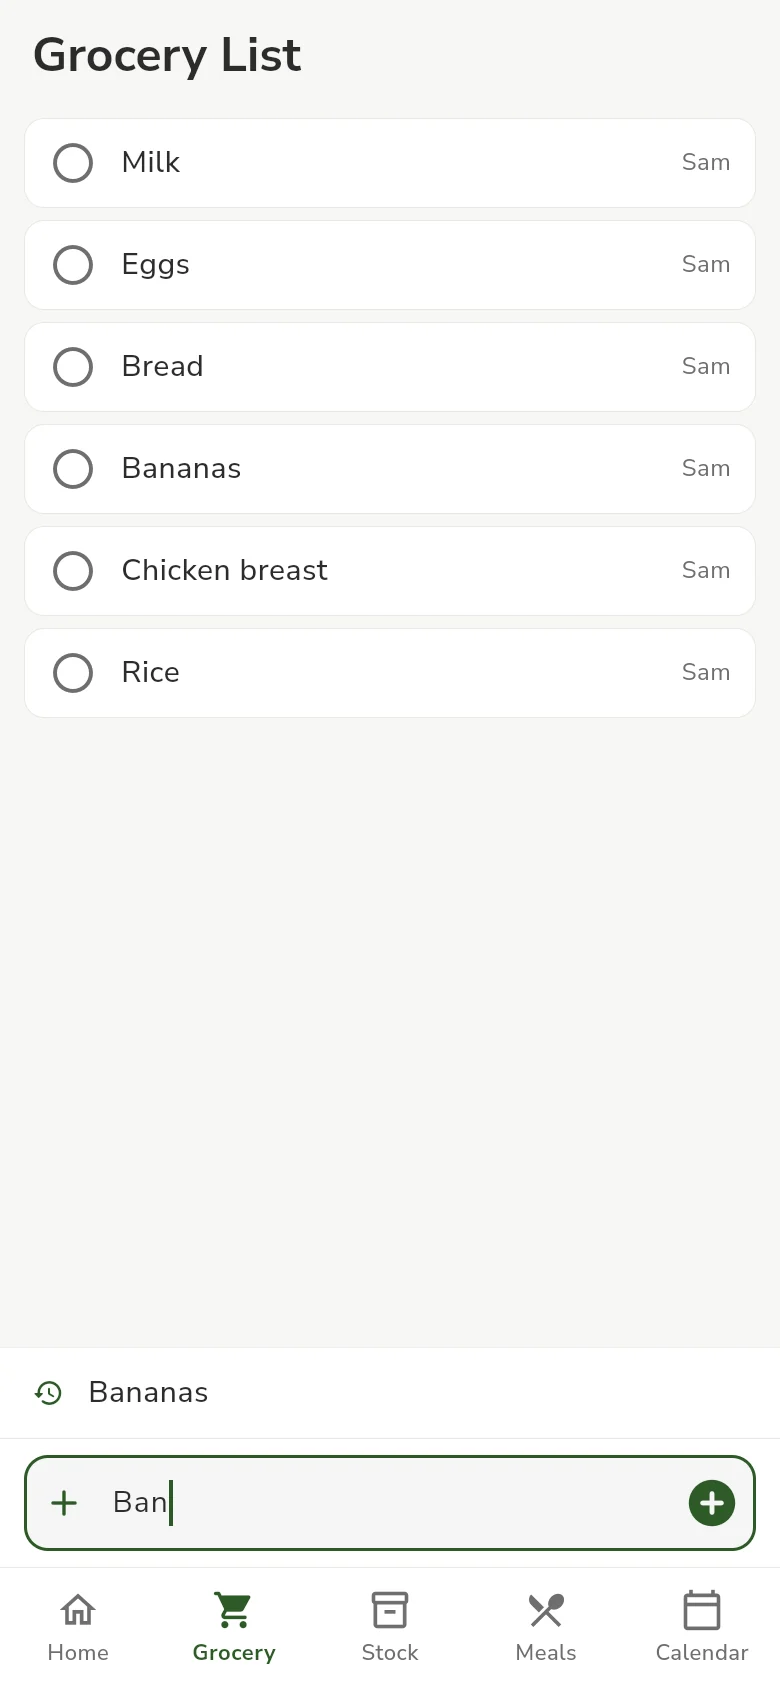 Grocery List
Milk Sam
Eggs Sam
Bread Sam
Bananas Sam
Chicken breast Sam
Rice Sam
Bananas
Ban
Home Grocery Stock Meals Calendar